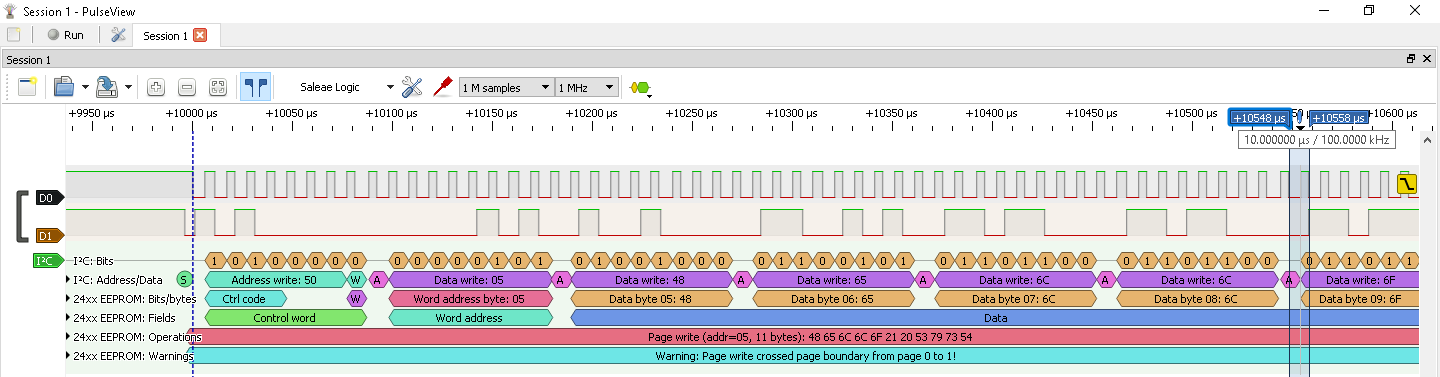 Session 1 - PulseView
Run
Session 1
Session 1
Saleae Logic
1 M samples
1 MHz
+9950 µs +10000 µs +10050 µs +10100 µs +10150 µs +10200 µs +10250 µs +10300 µs +10350 µs +10400 µs +10450 µs +10500 µs +10548 µs +10558 µs +10600 µs
10.000000 µs / 100.0000 kHz
D0
D1
I²C I²C: Bits 1 0 1 0 0 0 0 0 0 0 0 0 0 1 0 1 0 1 0 0 1 0 0 0 0 1 1 0 0 1 0 1 0 1 1 0 1 1 0 0 0 1 1 0 1 1 0 0 0 1 1 0 1 1
I²C: Address/Data S Address write: 50 W A Data write: 05 A Data write: 48 A Data write: 65 A Data write: 6C A Data write: 6C A Data write: 6F
24xx EEPROM: Bits/bytes Ctrl code W Word address byte: 05 Data byte 05: 48 Data byte 06: 65 Data byte 07: 6C Data byte 08: 6C Data byte 09: 6F
24xx EEPROM: Fields Control word Word address Data
24xx EEPROM: Operations Page write (addr=05, 11 bytes): 48 65 6C 6C 6F 21 20 53 79 73 54
24xx EEPROM: Warnings Warning: Page write crossed page boundary from page 0 to 1!